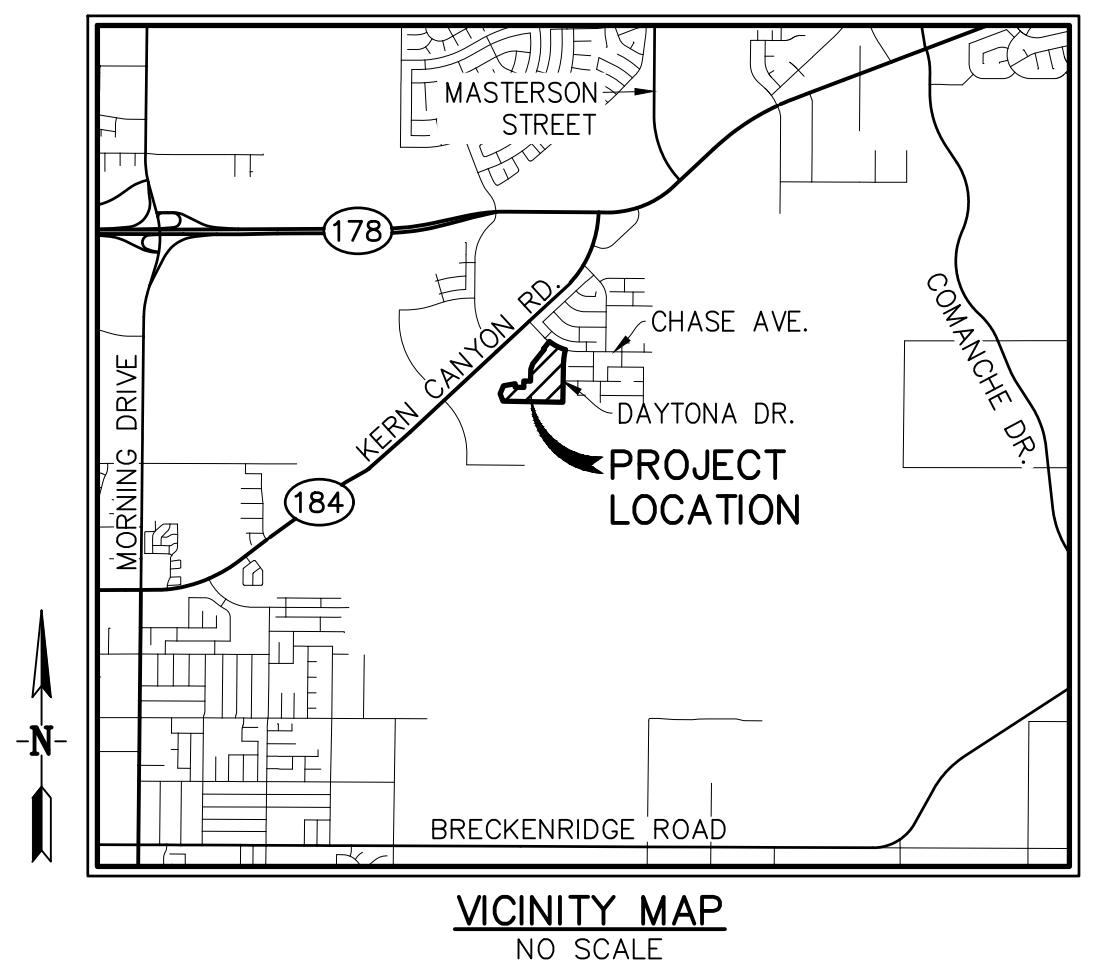 MASTERSON
STREET
178
KERN CANYON RD.
CHASE AVE.
COMANCHE DR.
MORNING DRIVE
DAYTONA DR.
PROJECT
LOCATION
184
N
BRECKENRIDGE ROAD
VICINITY MAP
NO SCALE